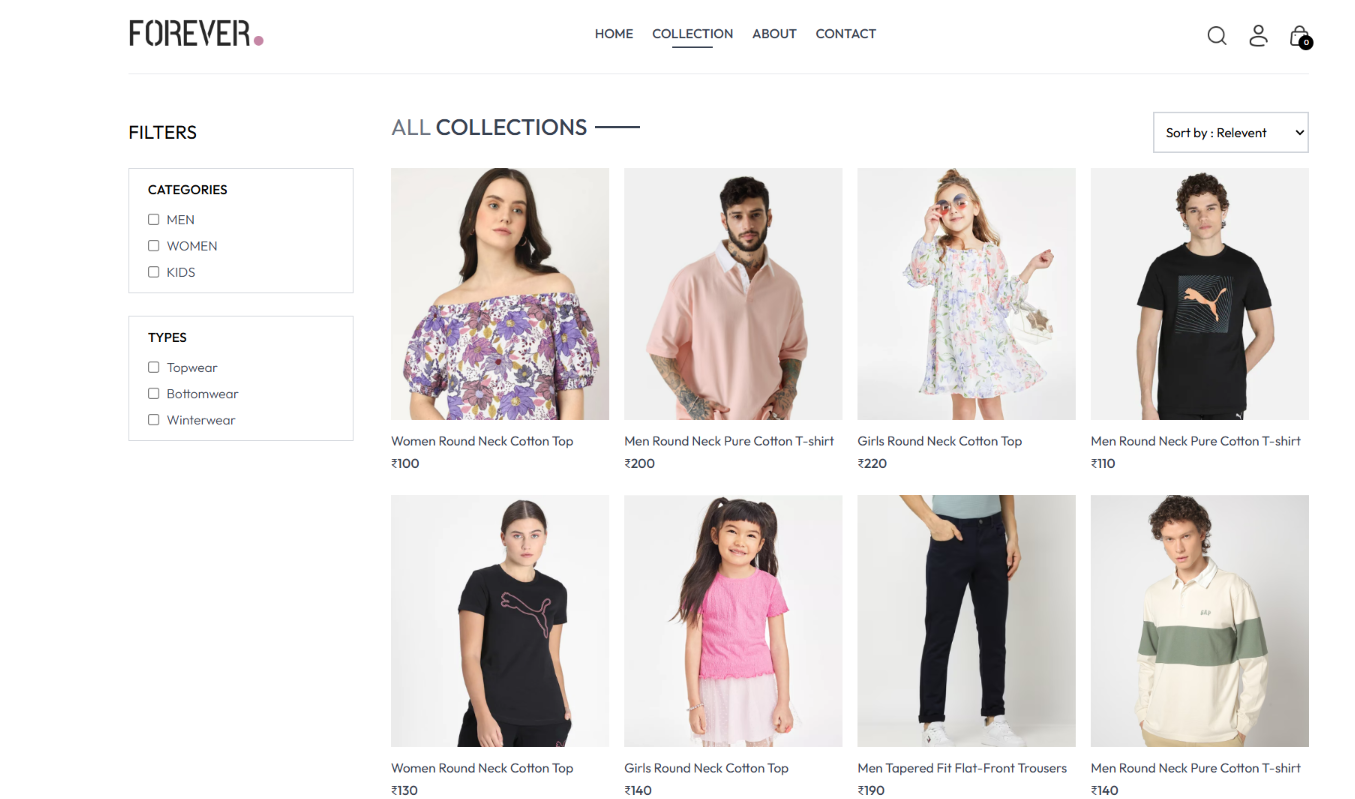 FOREVER.
HOME COLLECTION ABOUT CONTACT
0
FILTERS
CATEGORIES
MEN
WOMEN
KIDS
TYPES
Topwear
Bottomwear
Winterwear
ALL COLLECTIONS
Sort by : Relevent
Women Round Neck Cotton Top
₹100
Men Round Neck Pure Cotton T-shirt
₹200
Girls Round Neck Cotton Top
₹220
Men Round Neck Pure Cotton T-shirt
₹110
GAP
Women Round Neck Cotton Top
₹130
Girls Round Neck Cotton Top
₹140
Men Tapered Fit Flat-Front Trousers
₹190
Men Round Neck Pure Cotton T-shirt
₹140